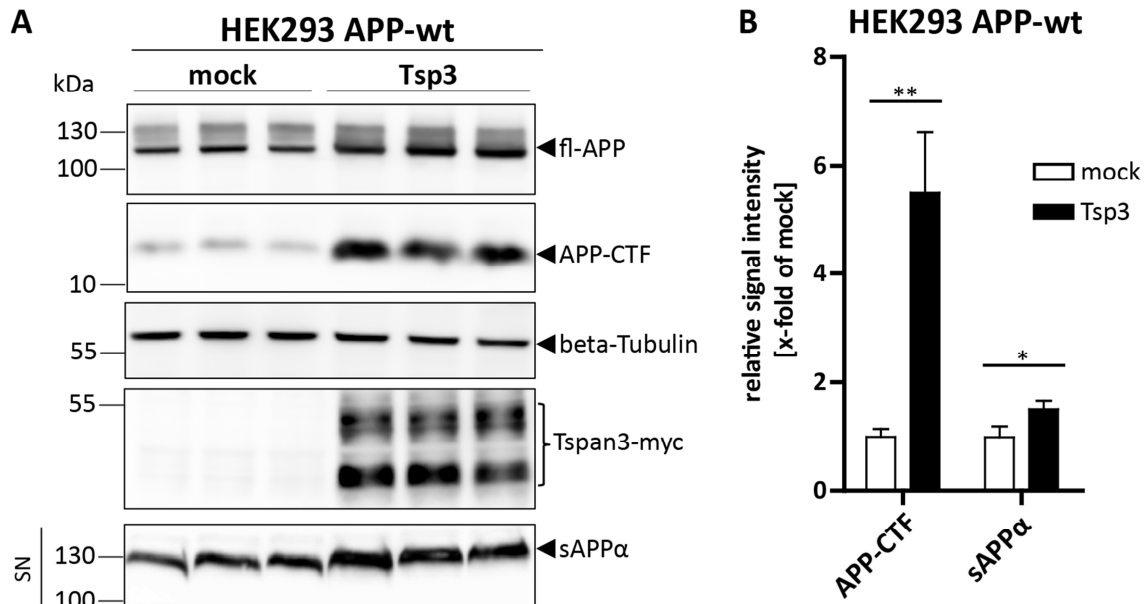 A
HEK293 APP-wt
mock Tsp3
kDa
130
100
fl-APP
APP-CTF
10
55
beta-Tubulin
55
Tspan3-myc
SN
130
100
sAPPα
B
HEK293 APP-wt
relative signal intensity
[x-fold of mock]
8
6
4
2
0
**
*
mock
Tsp3
APP-CTF
sAPPα